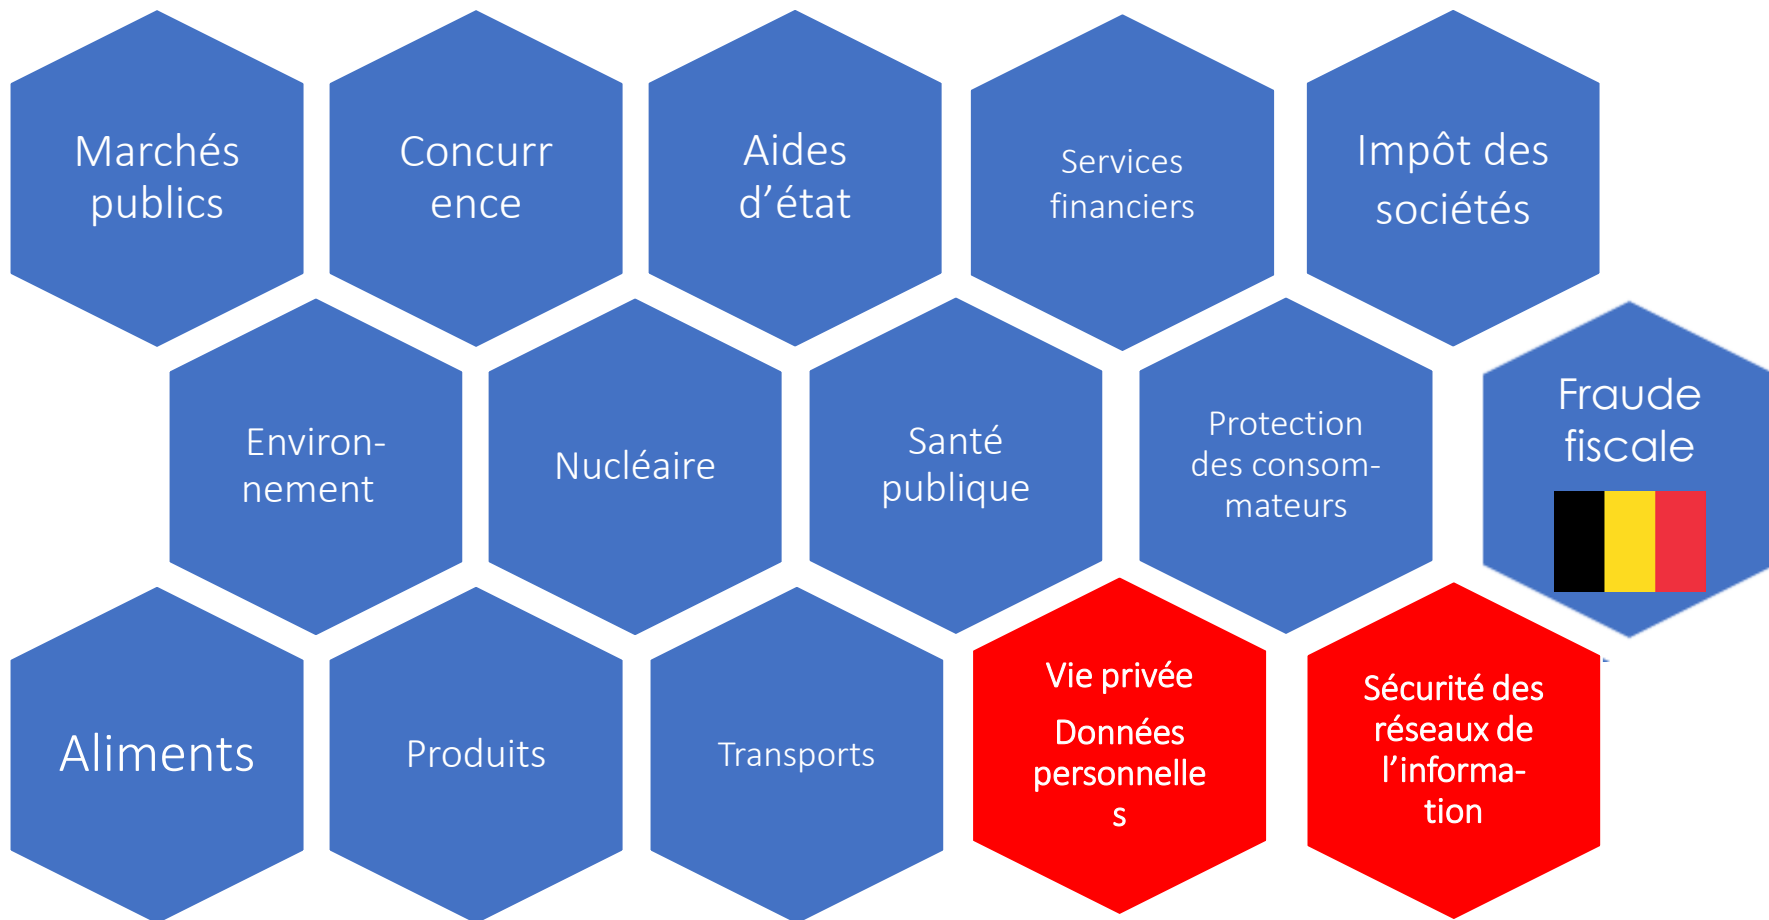 Marchés
publics
Concurr
ence
Aides
d’état
Services
financiers
Impôt des
sociétés
Environ-
nement
Nucléaire
Santé
publique
Protection
des consom-
mateurs
Fraude
fiscale
Aliments
Produits
Transports
Vie privée
Données
personnelle
s
Sécurité des
réseaux de
l’informa-
tion